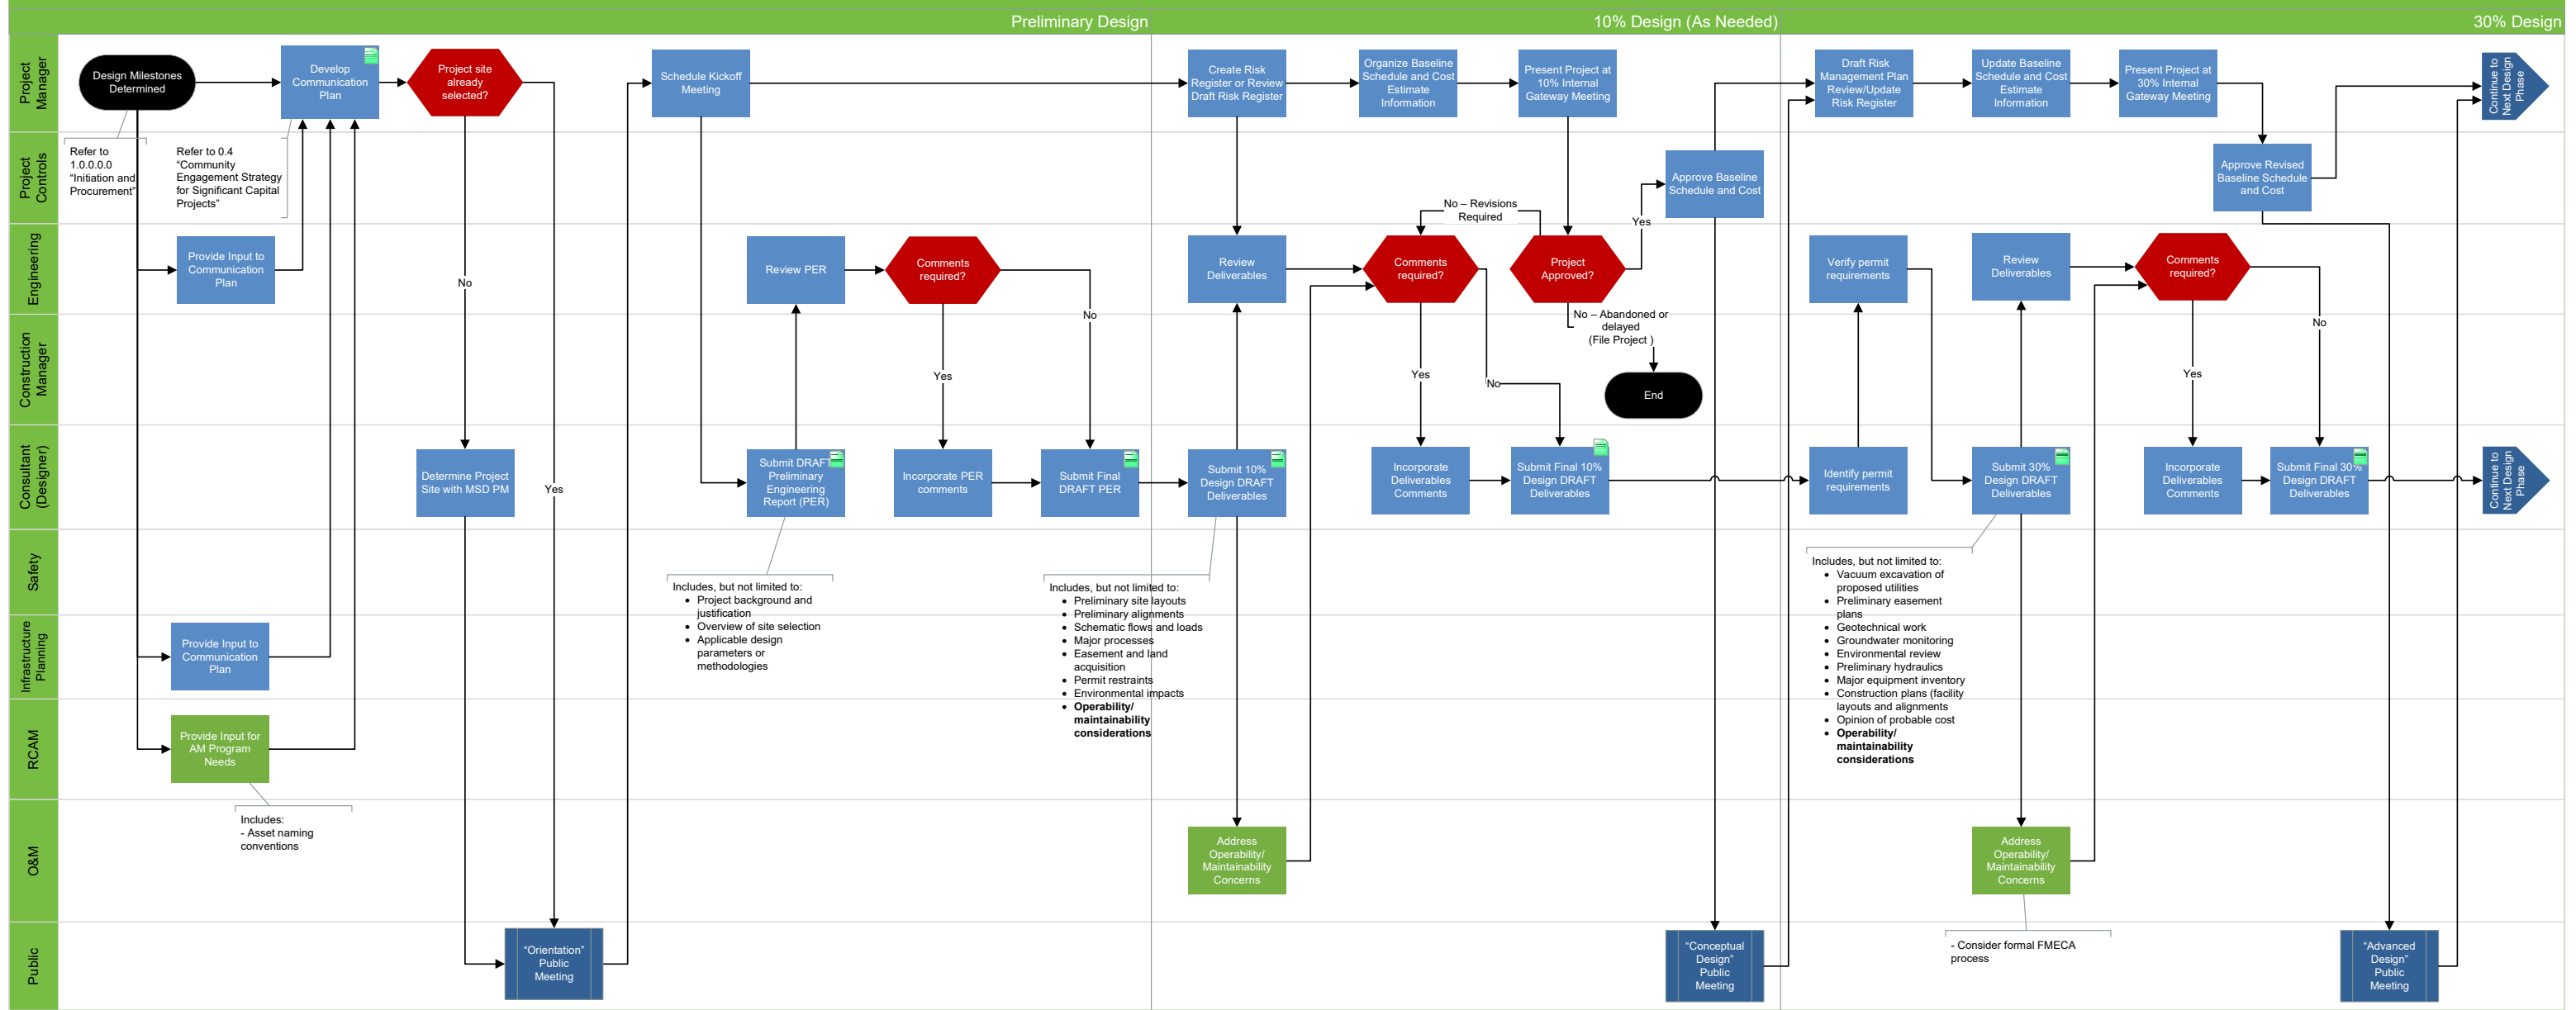 Preliminary Design
10% Design (As Needed)
30% Design
Project
Manager
Design Milestones
Determined
Develop
Communication
Plan
Project site
already
selected?
Schedule Kickoff
Meeting
Create Risk
Register or Review
Draft Risk Register
Organize Baseline
Schedule and Cost
Estimate
Information
Present Project at
10% Internal
Gateway Meeting
Draft Risk
Management Plan
Review/Update
Risk Register
Update Baseline
Schedule and Cost
Estimate
Information
Present Project at
30% Internal
Gateway Meeting
Continue to
Next Design
Phase
Project
Controls
Refer to
1.0.0.0.0
“Initiation and
Procurement”
Refer to 0.4
“Community
Engagement Strategy
for Significant Capital
Projects”
Approve Baseline
Schedule and Cost
Approve Revised
Baseline Schedule
and Cost
No – Revisions
Required
Yes
Engineering
Provide Input to
Communication
Plan
No
Review PER
Comments
required?
No
Review
Deliverables
Comments
required?
Project
Approved?
Verify permit
requirements
Review
Deliverables
Comments
required?
No
Construction
Manager
Yes
Yes
No
No – Abandoned or
delayed
(File Project )
End
Yes
Consultant
(Designer)
Determine Project
Site with MSD PM
Yes
Submit DRAFT
Preliminary
Engineering
Report (PER)
Incorporate PER
comments
Submit Final
DRAFT PER
Submit 10%
Design DRAFT
Deliverables
Incorporate
Deliverables
Comments
Submit Final 10%
Design DRAFT
Deliverables
Identify permit
requirements
Submit 30%
Design DRAFT
Deliverables
Incorporate
Deliverables
Comments
Submit Final 30%
Design DRAFT
Deliverables
Continue to
Next Design
Phase
Safety
Includes, but not limited to:
• Project background and
justification
• Overview of site selection
• Applicable design
parameters or
methodologies
Includes, but not limited to:
• Preliminary site layouts
• Preliminary alignments
• Schematic flows and loads
• Major processes
• Easement and land
acquisition
• Permit restraints
• Environmental impacts
• Operability/
maintainability
considerations
Includes, but not limited to:
• Vacuum excavation of
proposed utilities
• Preliminary easement
plans
• Geotechnical work
• Groundwater monitoring
• Environmental review
• Preliminary hydraulics
• Major equipment inventory
• Construction plans (facility
layouts and alignments
• Opinion of probable cost
• Operability/
maintainability
considerations
Infrastructure
Planning
Provide Input to
Communication
Plan
RCAM
Provide Input for
AM Program
Needs
Includes:
- Asset naming
conventions
O&M
Address
Operability/
Maintainability
Concerns
Address
Operability/
Maintainability
Concerns
Public
“Orientation”
Public
Meeting
“Conceptual
Design”
Public
Meeting
- Consider formal FMECA
process
“Advanced
Design”
Public
Meeting